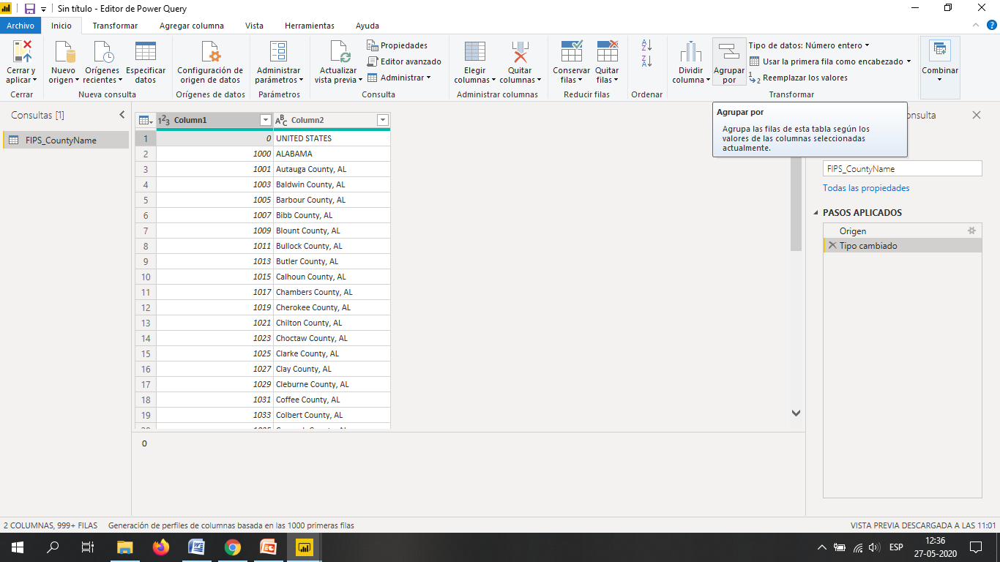 Sin título - Editor de Power Query
Archivo Inicio Transformar Agregar columna Vista Herramientas Ayuda
Cerrar y aplicar
Nuevo origen
Orígenes recientes
Especificar datos
Configuración de origen de datos
Administrar parámetros
Actualizar vista previa
Propiedades
Editor avanzado
Administrar
Elegir columnas
Quitar columnas
Conservar filas
Quitar filas
Dividir columna
Agrupar por
Tipo de datos: Número entero
Usar la primera fila como encabezado
Reemplazar los valores
Combinar
Cerrar Nueva consulta Orígenes de datos Parámetros Consulta Administrar columnas Reducir filas Ordenar Transformar
Agrupar por
Agrupa las filas de esta tabla según los
valores de las columnas seleccionadas
actualmente.
Consultas [1]
FIPS_CountyName
Column1 Column2
1 0 UNITED STATES
2 1000 ALABAMA
3 1001 Autauga County, AL
4 1003 Baldwin County, AL
5 1005 Barbour County, AL
6 1007 Bibb County, AL
7 1009 Blount County, AL
8 1011 Bullock County, AL
9 1013 Butler County, AL
10 1015 Calhoun County, AL
11 1017 Chambers County, AL
12 1019 Cherokee County, AL
13 1021 Chilton County, AL
14 1023 Choctaw County, AL
15 1025 Clarke County, AL
16 1027 Clay County, AL
17 1029 Cleburne County, AL
18 1031 Coffee County, AL
19 1033 Colbert County, AL
0
onsulta
FIPS_CountyName
Todas las propiedades
PASOS APLICADOS
Origen
Tipo cambiado
2 COLUMNAS, 999+ FILAS Generación de perfiles de columnas basada en las 1000 primeras filas VISTA PREVIA DESCARGADA A LAS 11:01
ESP
12:36
27-05-2020